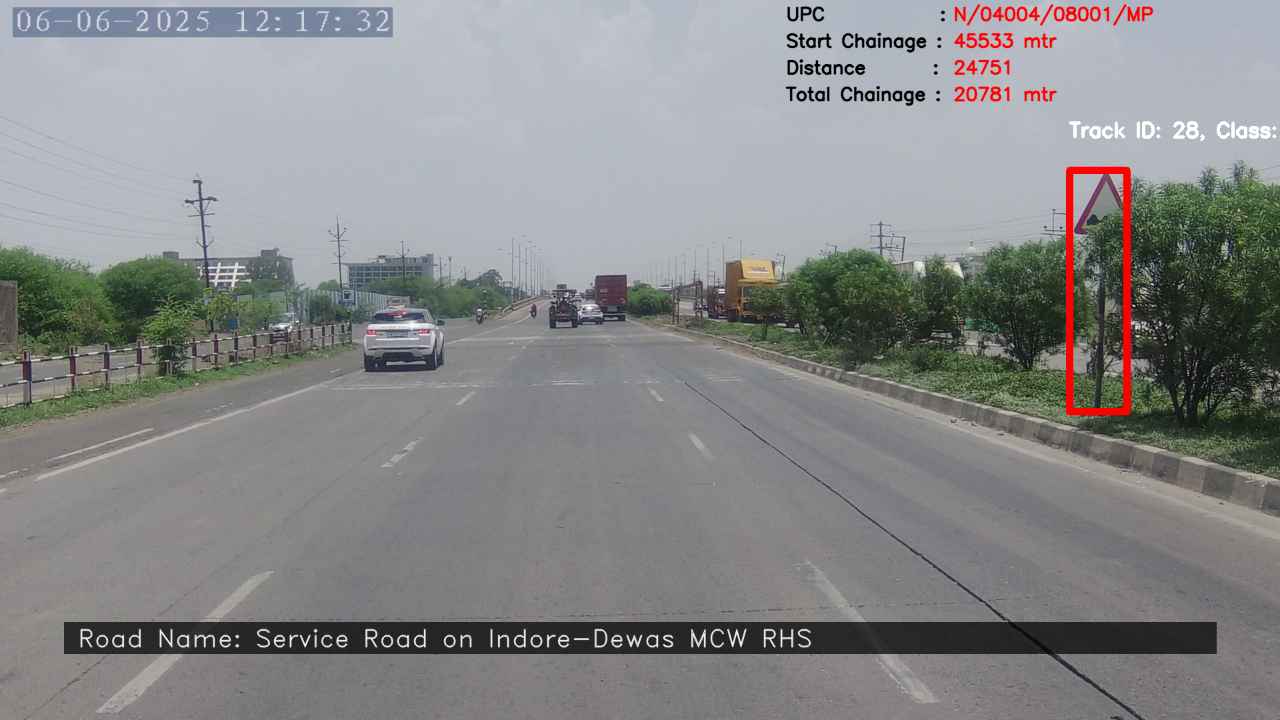 06-06-2025 12:17:32
UPC : N/04004/08001/MP
Start Chainage : 45533 mtr
Distance : 24751
Total Chainage : 20781 mtr
Track ID: 28, Class:
Road Name: Service Road on Indore-Dewas MCW RHS